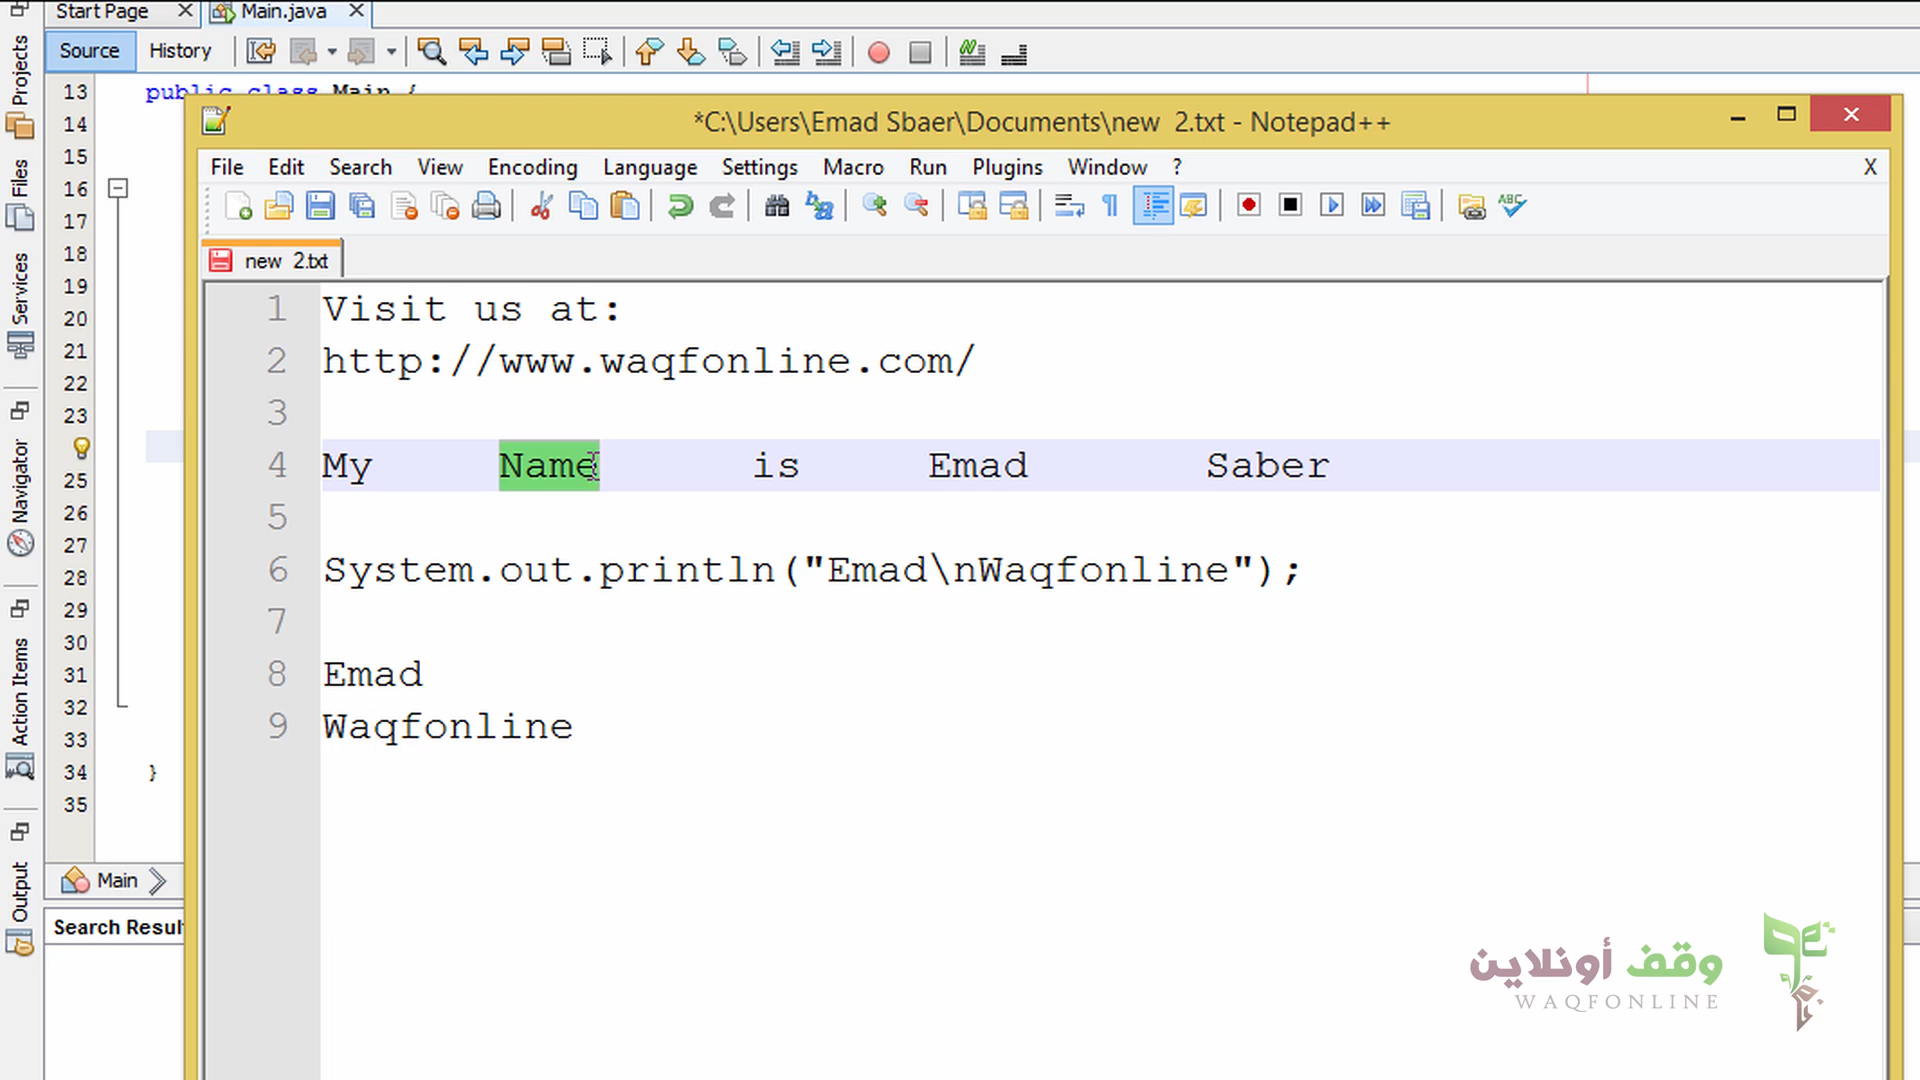 Start Page
Main.java
Source
History
Projects
Files
Services
Navigator
Action Items
Output
13 public class Main {
14
15
16
17
18
19
20
21
22
23
25
26
27
28
29
30
31
32
33
34 }
35
Main
Search Resul
*C:\Users\Emad Sbaer\Documents\new  2.txt - Notepad++
File Edit Search View Encoding Language Settings Macro Run Plugins Window ? X
ABC
new  2.txt
1 Visit us at:
2 http://www.waqfonline.com/
3
4 My Name is Emad Saber
5
6 System.out.println("Emad\nWaqfonline");
7
8 Emad
9 Waqfonline
وقف أونلاين
WAQFONLINE